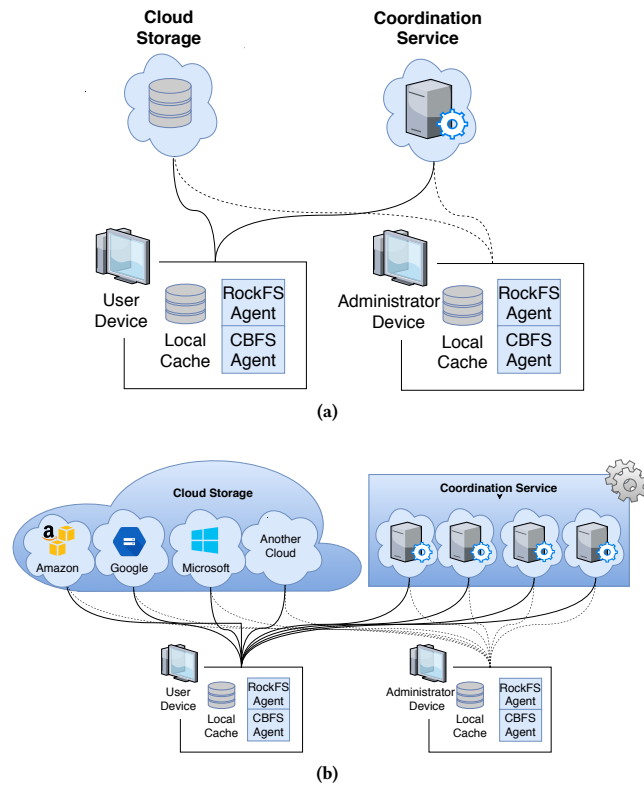 Cloud
Storage
Coordination
Service
User
Device
Local
Cache
RockFS
Agent
CBFS
Agent
Administrator
Device
Local
Cache
RockFS
Agent
CBFS
Agent
(a)
Cloud Storage
Coordination Service
a
Amazon
Google
Microsoft
Another
Cloud
User
Device
Local
Cache
RockFS
Agent
CBFS
Agent
Administrator
Device
Local
Cache
RockFS
Agent
CBFS
Agent
(b)